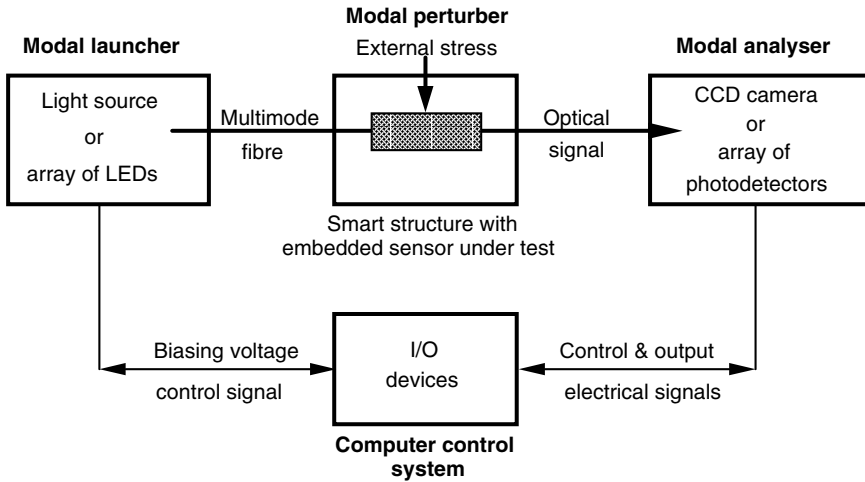 Modal perturber
Modal launcher
External stress
Modal analyser
Light source
or
array of LEDs
Multimode
fibre
Optical
signal
CCD camera
or
array of
photodetectors
Smart structure with
embedded sensor under test
Biasing voltage
control signal
I/O
devices
Control & output
electrical signals
Computer control
system